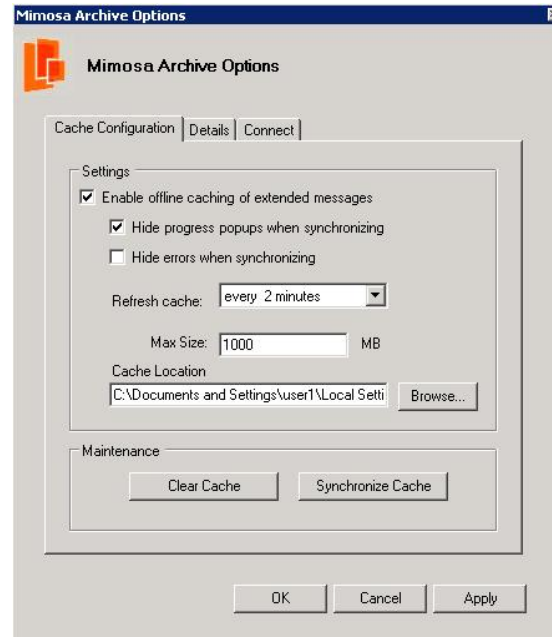 Mimosa Archive Options
Mimosa Archive Options
Cache Configuration Details Connect
Settings
Enable offline caching of extended messages
Hide progress popups when synchronizing
Hide errors when synchronizing
Refresh cache: every 2 minutes
Max Size: 1000 MB
Cache Location
C:\Documents and Settings\user1\Local Setti Browse...
Maintenance
Clear Cache Synchronize Cache
OK Cancel Apply